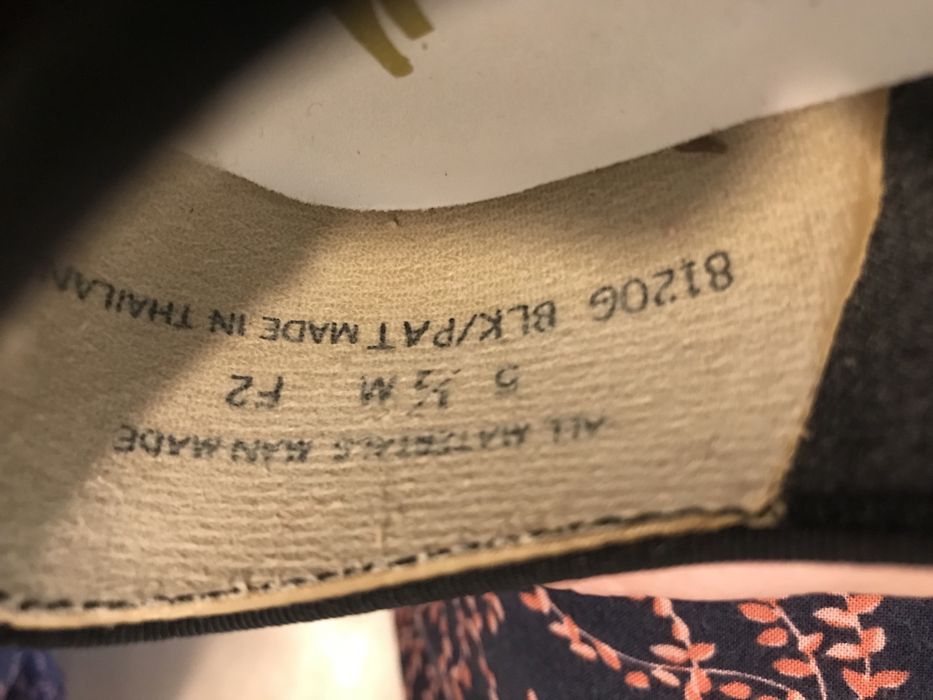 ALL MATERIALS MAN MADE
5 ½ M F2
81206 BLK/PAT MADE IN THAILAN